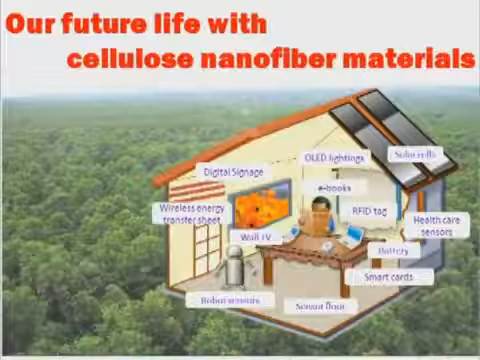 Our future life with
cellulose nanofiber materials
OLED lightings
Solar cells
Digital Signage
e-books
Wireless energy
transfer sheet
RFID tag
Health care
sensors
Wall TV
Battery
Smart cards
Robot sensors
Sensor floor